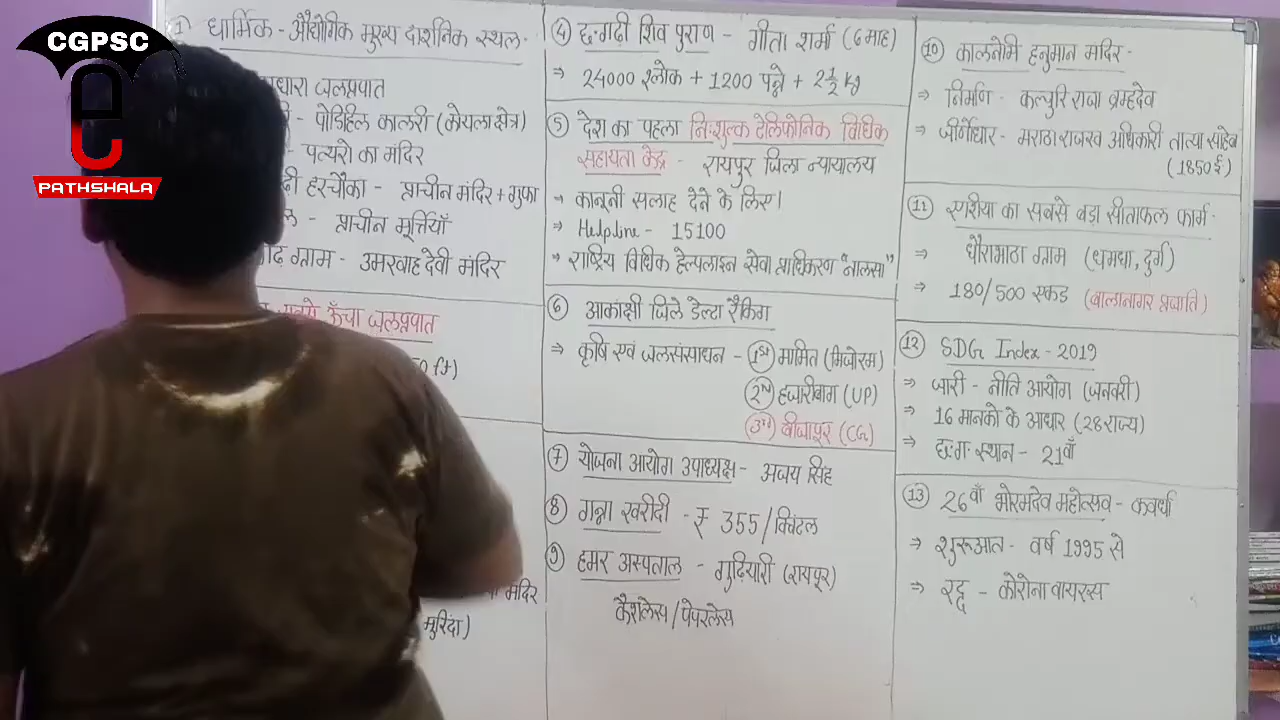 CGPSC
PATHSHALA
① धार्मिक - औद्योगिक मुख्य दार्शनिक स्थल -
धारा जलप्रपात
- पोडिहिल कालरी (कोयला क्षेत्र)
- पत्थरो का मंदिर
हरचौका - प्राचीन मंदिर + गुफा
- प्राचीन मूर्त्तियाँ
ग्राम - उमरवाह देवी मंदिर
ऊँचा जलप्रपात
ft)
मंदिर
④ छ.गढ़ी शिव पुराण - गीता शर्मा (6 माह)
⇒ 24000 श्लोक + 1200 पन्ने + 2½ kg
⑤ देश का पहला निःशुल्क टेलिफोनिक विधिक
सहायता केंद्र - रायपुर जिला न्यायालय
→ कानूनी सलाह देने के लिए।
⇒ Helpline - 15100
⇒ राष्ट्रिय विधिक हेल्पलाइन सेवा प्राधिकरण "नालसा"
⑥ आकांक्षी जिले डेल्टा रैंकिंग
⇒ कृषि एवं जलसंसाधन - 1st मामित (मिजोरम)
2N हजारीबाग (UP)
3rd बीजापुर (CG)
⑦ योजना आयोग उपाध्यक्ष - अजय सिंह
⑧ गन्ना खरीदी - ₹ 355/क्विंटल
⑨ हमर अस्पताल - गुढियारी (रायपुर)
कैशलेस/पेपरलेस
⑩ कालनेमि हनुमान मंदिर -
⇒ निर्माण - कल्चुरि राजा ब्रम्हदेव
⇒ जीर्णोधार - मराठा राजस्व अधिकारी तात्या साहेब
(1850 ई)
⑪ एशिया का सबसे बड़ा सीताफल फार्म -
⇒ धौराभाठा ग्राम (धमधा, दुर्ग)
⇒ 180/500 एकड (बालानगर प्रजाति)
⑫ SDG Index - 2019
⇒ जारी - नीति आयोग (जनवरी)
⇒ 16 मानको के आधार (28 राज्य)
⇒ छ.ग. स्थान - 21वाँ
⑬ 26वाँ भोरमदेव महोत्सव - कवर्धा
⇒ शुरूआत - वर्ष 1995 से
⇒ रद्द - कोरोना वायरस